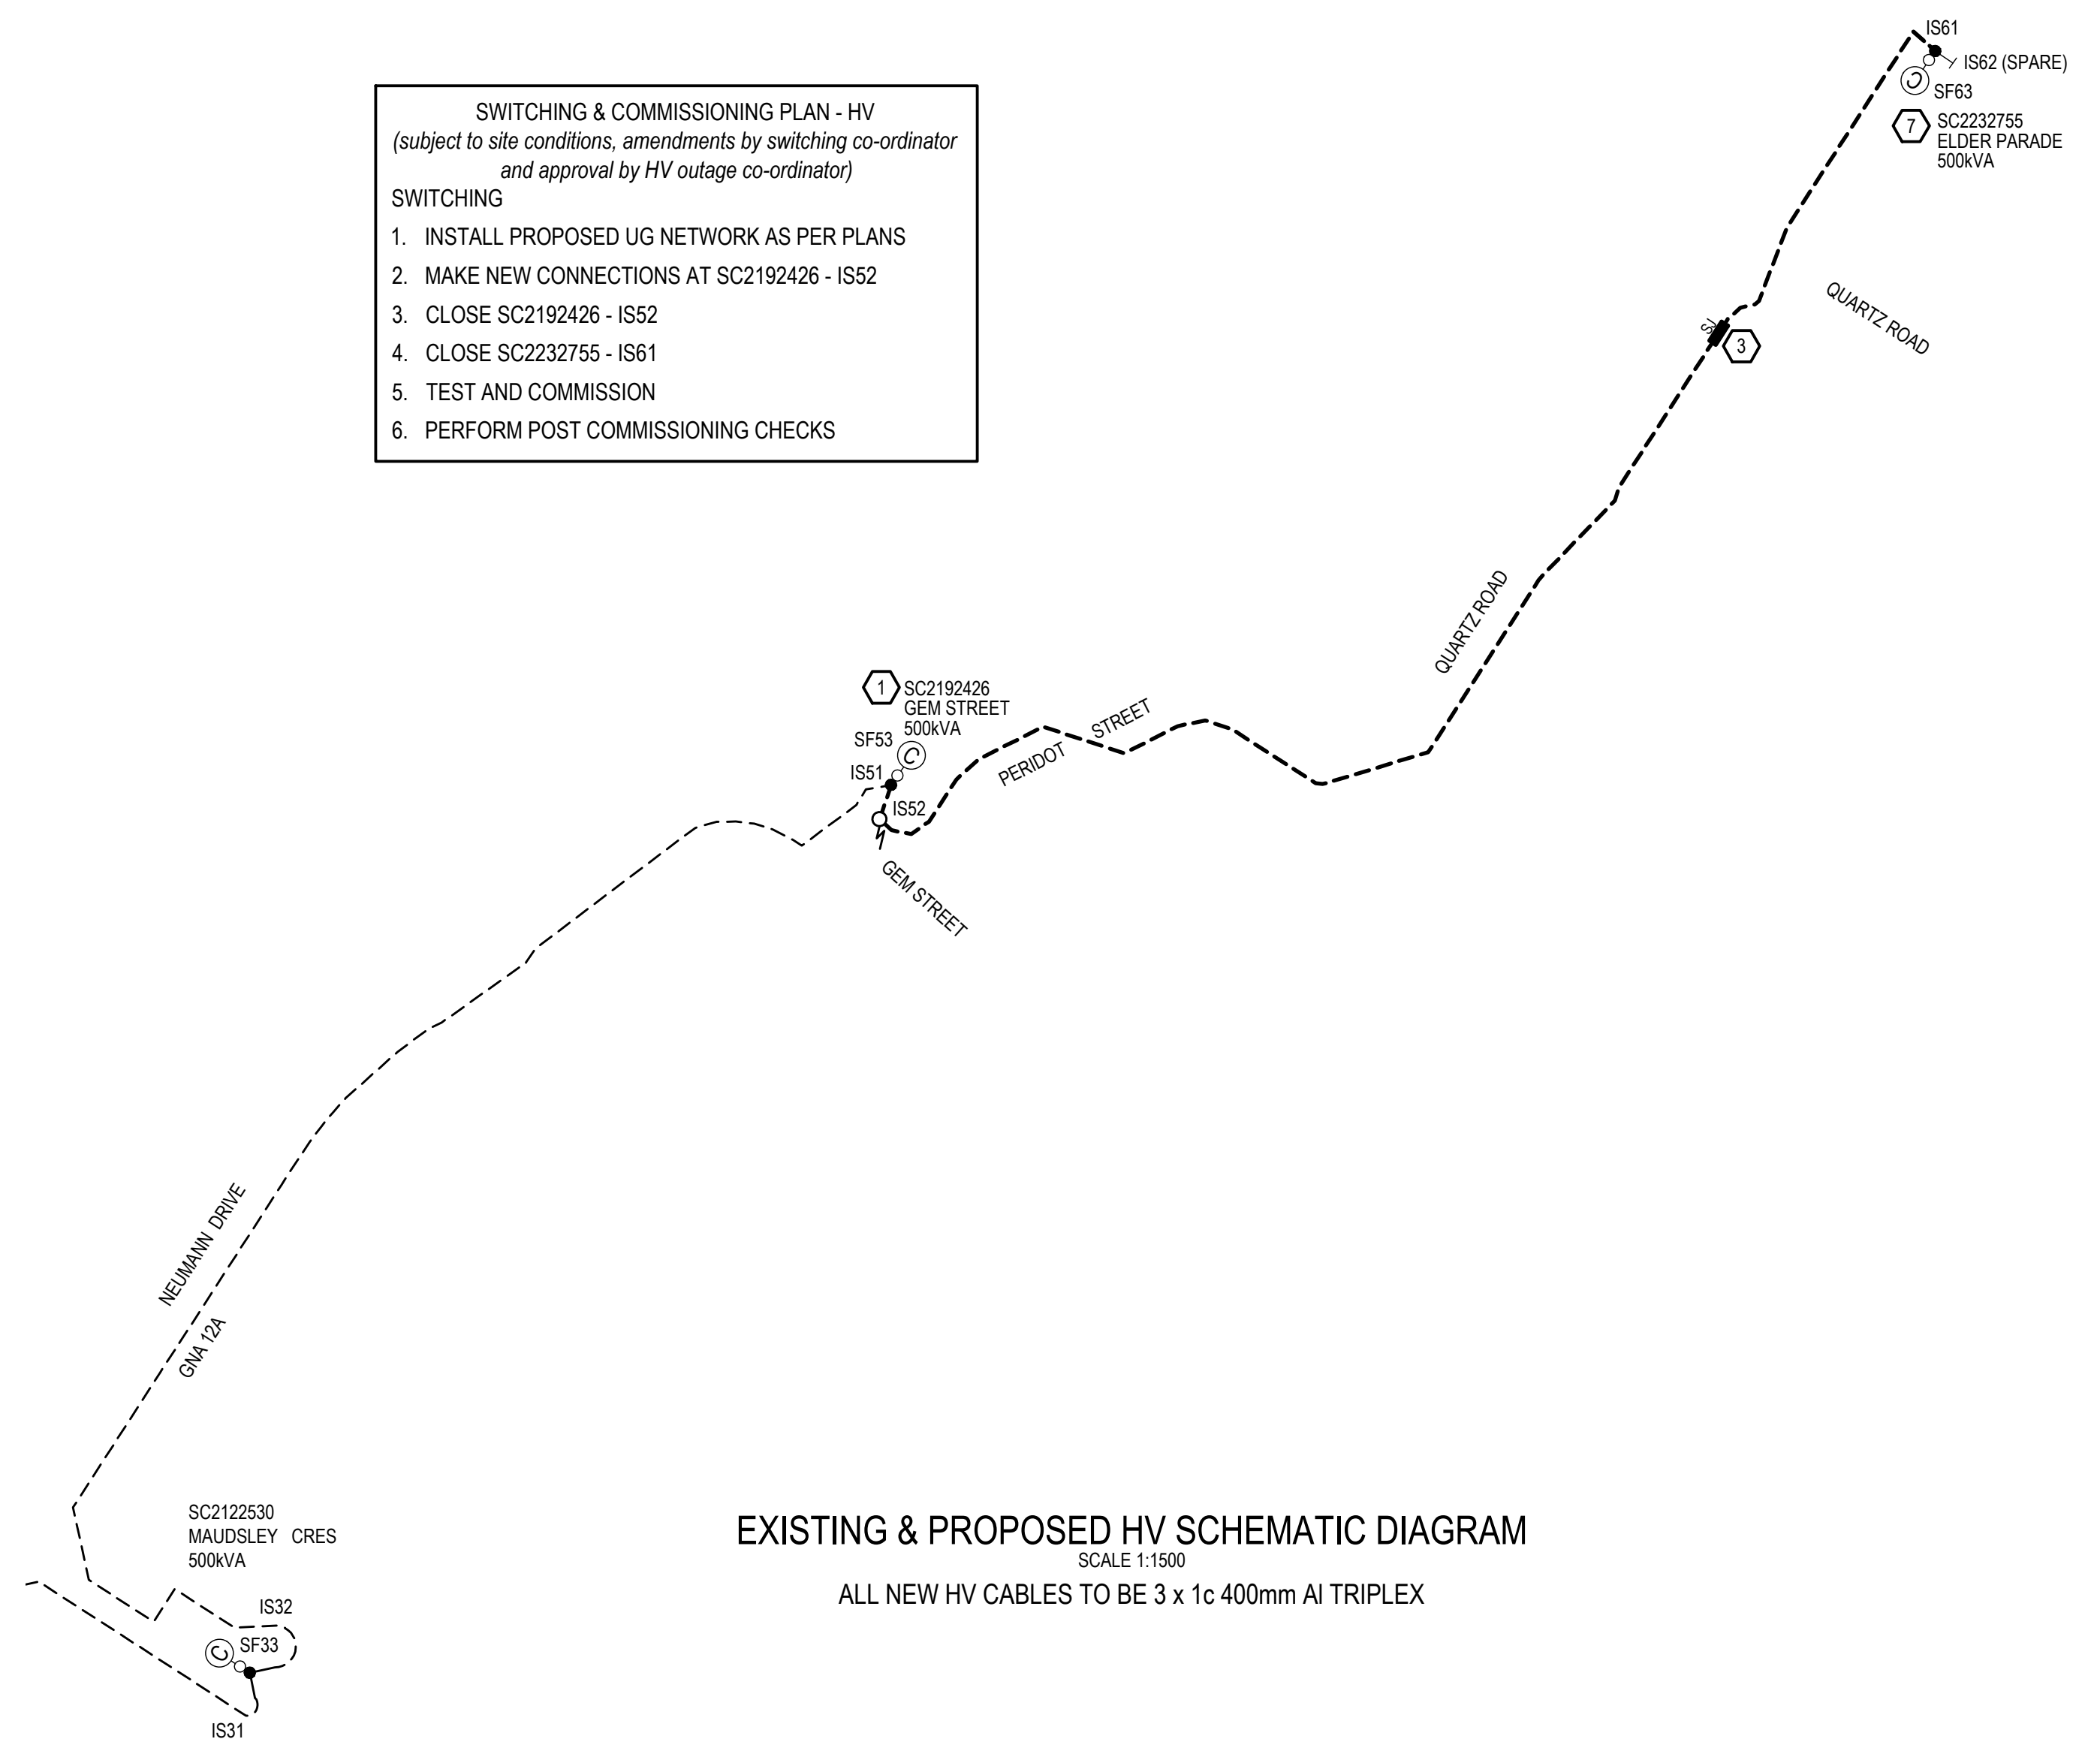 IS61
IS62 (SPARE)
SF63
7
SC2232755
ELDER PARADE
500kVA
SWITCHING & COMMISSIONING PLAN - HV
(subject to site conditions, amendments by switching co-ordinator
and approval by HV outage co-ordinator)
SWITCHING
1. INSTALL PROPOSED UG NETWORK AS PER PLANS
2. MAKE NEW CONNECTIONS AT SC2192426 - IS52
3. CLOSE SC2192426 - IS52
4. CLOSE SC2232755 - IS61
5. TEST AND COMMISSION
6. PERFORM POST COMMISSIONING CHECKS
QUARTZ ROAD
S/J
3
QUARTZ ROAD
1
SC2192426
GEM STREET
500kVA
SF53
C
IS51
IS52
PERIDOT STREET
GEM STREET
NEUMANN DRIVE
GNA 12A
SC2122530
MAUDSLEY CRES
500kVA
IS32
SF33
C
IS31
C
EXISTING & PROPOSED HV SCHEMATIC DIAGRAM
SCALE 1:1500
ALL NEW HV CABLES TO BE 3 x 1c 400mm Al TRIPLEX